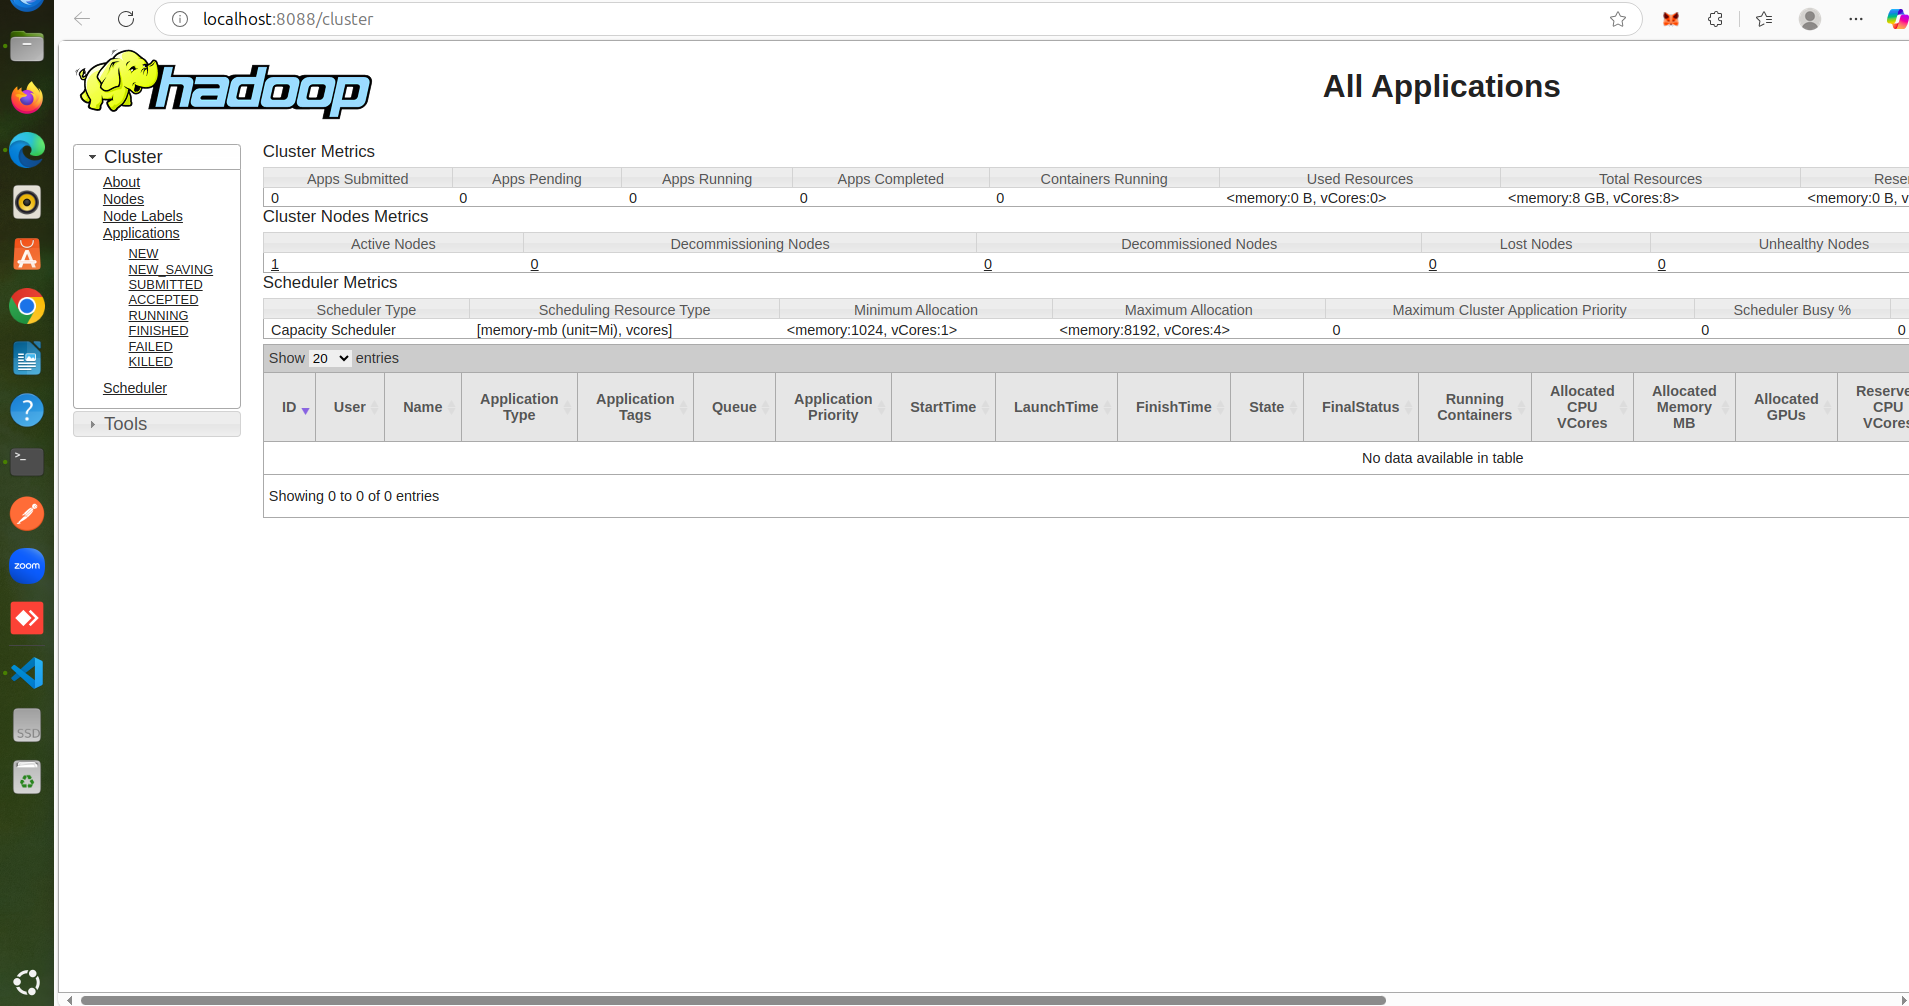 localhost:8088/cluster
hadoop
All Applications
Cluster
About
Nodes
Node Labels
Applications
NEW
NEW_SAVING
SUBMITTED
ACCEPTED
RUNNING
FINISHED
FAILED
KILLED
Scheduler
Tools
Cluster Metrics
Apps Submitted Apps Pending Apps Running Apps Completed Containers Running Used Resources Total Resources Reser
0 0 0 0 0 <memory:0 B, vCores:0> <memory:8 GB, vCores:8> <memory:0 B, v
Cluster Nodes Metrics
Active Nodes Decommissioning Nodes Decommissioned Nodes Lost Nodes Unhealthy Nodes
1 0 0 0 0
Scheduler Metrics
Scheduler Type Scheduling Resource Type Minimum Allocation Maximum Allocation Maximum Cluster Application Priority Scheduler Busy %
Capacity Scheduler [memory-mb (unit=Mi), vcores] <memory:1024, vCores:1> <memory:8192, vCores:4> 0 0 0
Show 20 entries
ID User Name Application Type Application Tags Queue Application Priority StartTime LaunchTime FinishTime State FinalStatus Running Containers Allocated CPU VCores Allocated Memory MB Allocated GPUs Reserve CPU VCores
No data available in table
Showing 0 to 0 of 0 entries
zoom
SSD